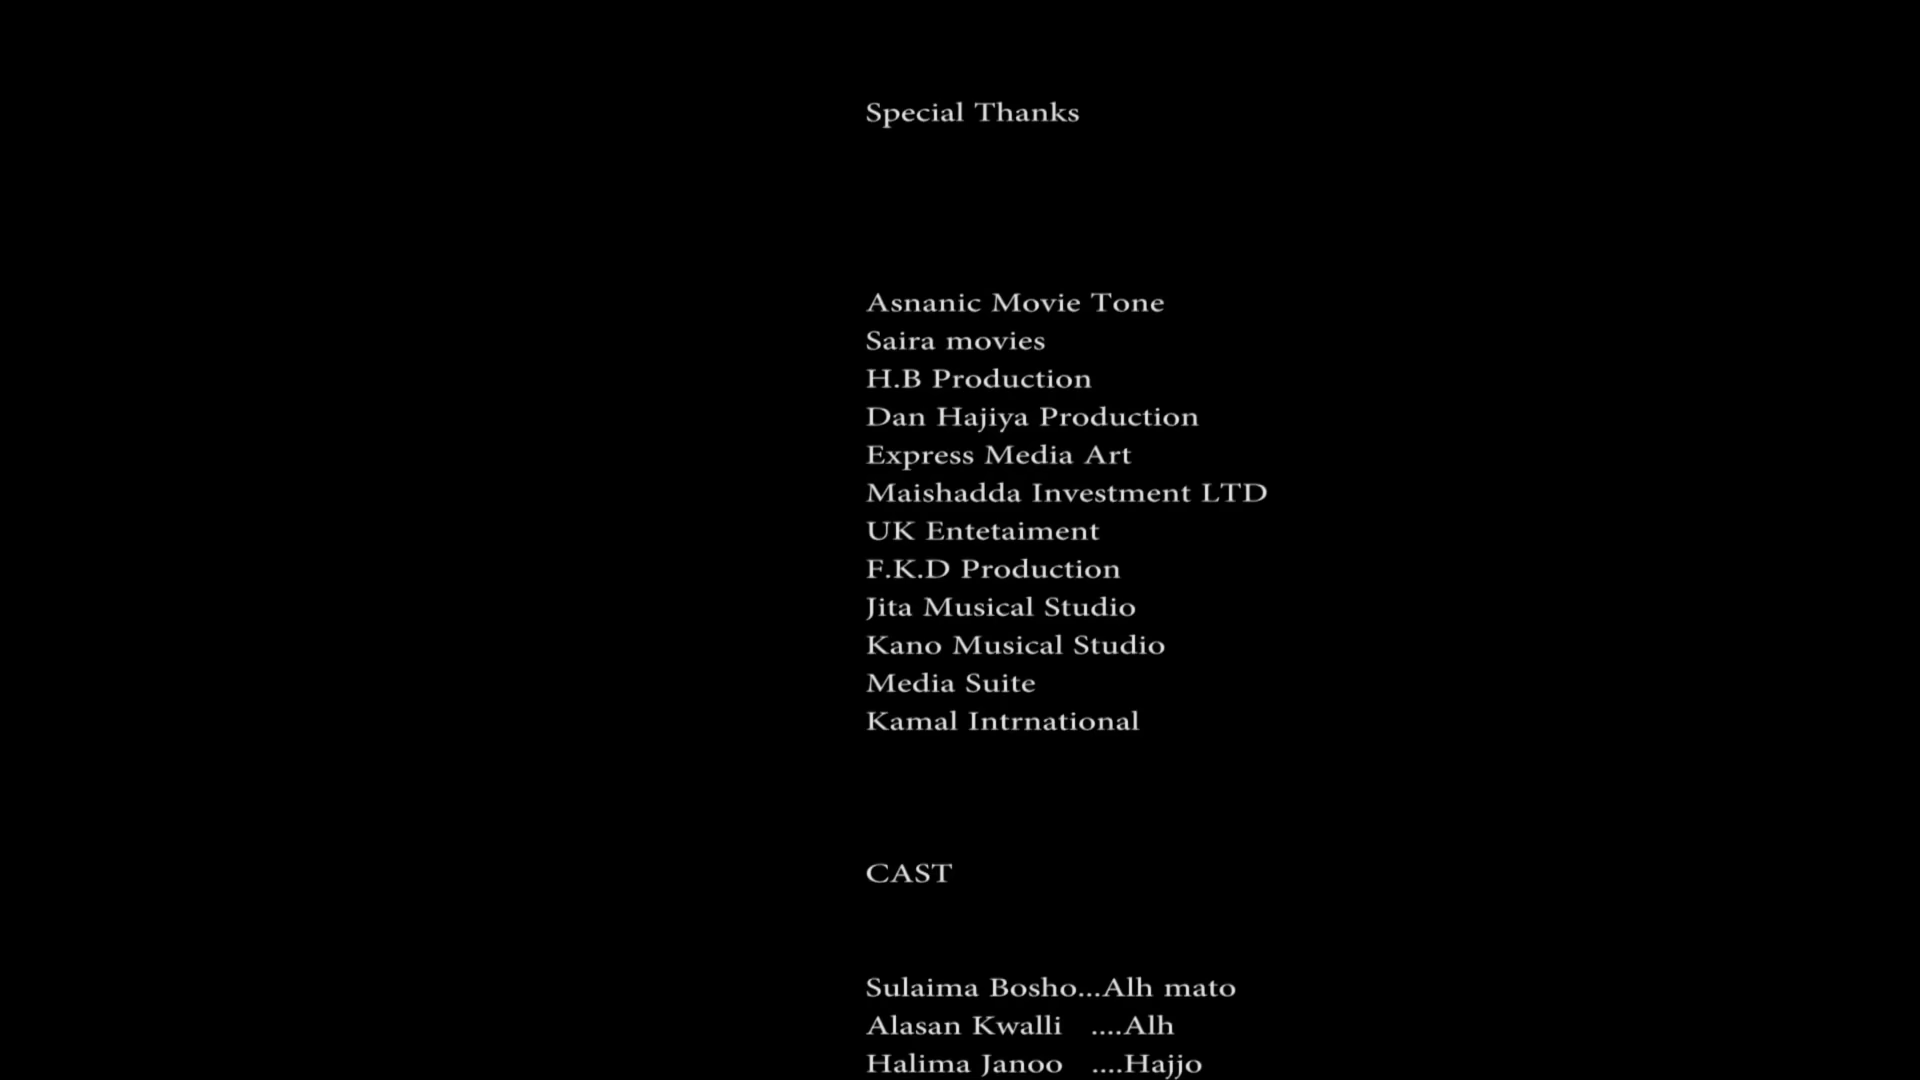 Special Thanks
Asnanic Movie Tone
Saira movies
H.B Production
Dan Hajiya Production
Express Media Art
Maishadda Investment LTD
UK Entetaiment
F.K.D Production
Jita Musical Studio
Kano Musical Studio
Media Suite
Kamal Intrnational
CAST
Sulaima Bosho...Alh mato
Alasan Kwalli ....Alh
Halima Janoo ....Hajjo